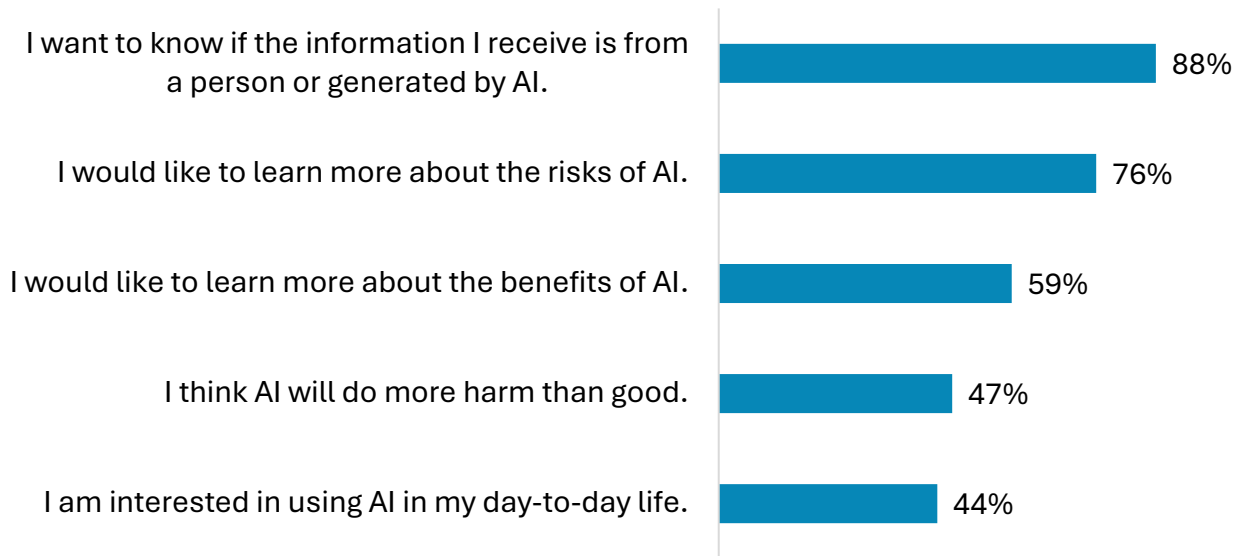 I want to know if the information I receive is from
a person or generated by AI.
88%
I would like to learn more about the risks of AI.
76%
I would like to learn more about the benefits of AI.
59%
I think AI will do more harm than good.
47%
I am interested in using AI in my day-to-day life.
44%